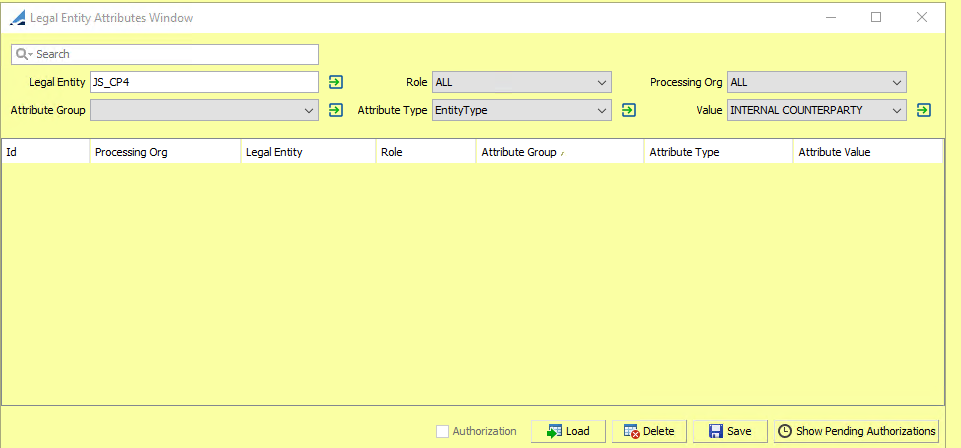 Legal Entity Attributes Window
Search
Legal Entity JS_CP4 Role ALL Processing Org ALL
Attribute Group Attribute Type EntityType Value INTERNAL COUNTERPARTY
Id Processing Org Legal Entity Role Attribute Group Attribute Type Attribute Value
Authorization Load Delete Save Show Pending Authorizations